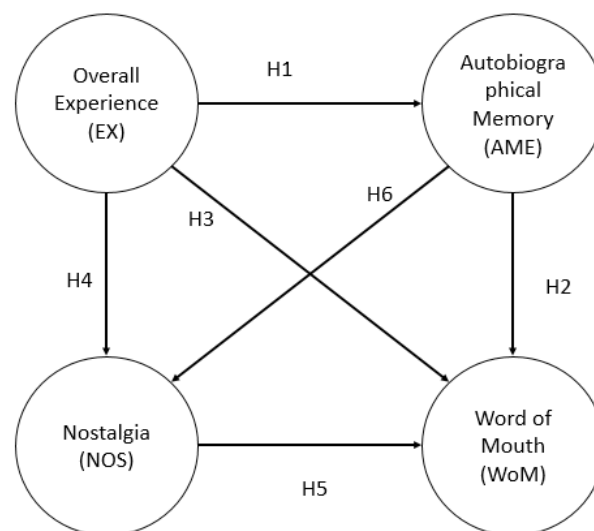 Overall
Experience
(EX)
H1
Autobiogra
phical
Memory
(AME)
H3
H6
H4
H2
Nostalgia
(NOS)
H5
Word of
Mouth
(WoM)